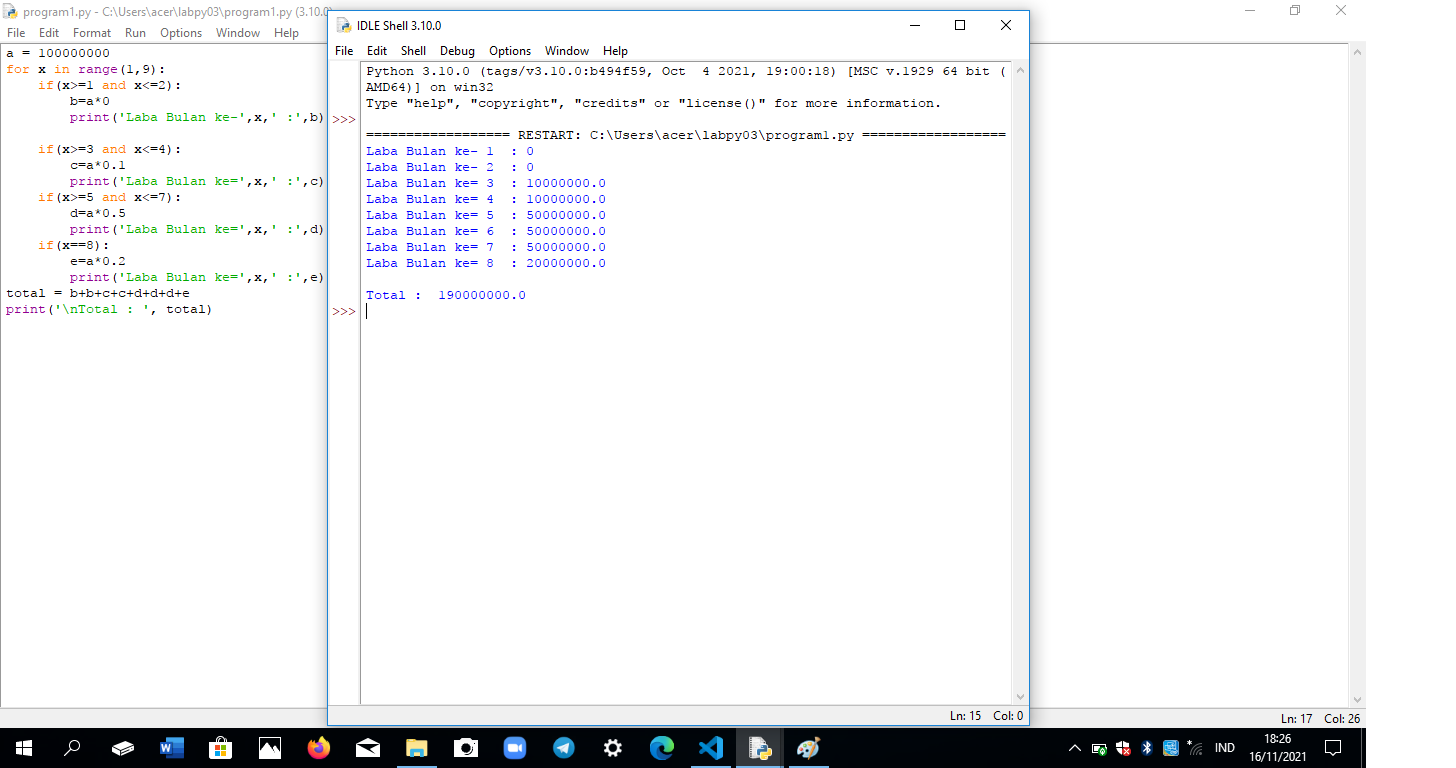 program1.py - C:\Users\acer\labpy03\program1.py (3.10.0)
File Edit Format Run Options Window Help
a = 100000000
for x in range(1,9):
    if(x>=1 and x<=2):
        b=a*0
        print('Laba Bulan ke-',x,' :',b)
    if(x>=3 and x<=4):
        c=a*0.1
        print('Laba Bulan ke=',x,' :',c)
    if(x>=5 and x<=7):
        d=a*0.5
        print('Laba Bulan ke=',x,' :',d)
    if(x==8):
        e=a*0.2
        print('Laba Bulan ke=',x,' :',e)
total = b+b+c+c+d+d+d+e
print('\nTotal : ', total)
IDLE Shell 3.10.0
File Edit Shell Debug Options Window Help
Python 3.10.0 (tags/v3.10.0:b494f59, Oct  4 2021, 19:00:18) [MSC v.1929 64 bit (
AMD64)] on win32
Type "help", "copyright", "credits" or "license()" for more information.
>>>
================== RESTART: C:\Users\acer\labpy03\program1.py ==================
Laba Bulan ke- 1  : 0
Laba Bulan ke- 2  : 0
Laba Bulan ke= 3  : 10000000.0
Laba Bulan ke= 4  : 10000000.0
Laba Bulan ke= 5  : 50000000.0
Laba Bulan ke= 6  : 50000000.0
Laba Bulan ke= 7  : 50000000.0
Laba Bulan ke= 8  : 20000000.0
Total :  190000000.0
>>>
Ln: 15 Col: 0
Ln: 17 Col: 26
IND
18:26
16/11/2021